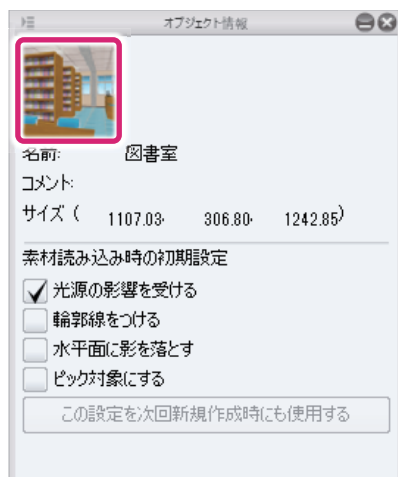 オブジェクト情報
名前: 図書室
コメント:
サイズ ( 1107.03 306.80 1242.85)
素材読み込み時の初期設定
光源の影響を受ける
輪郭線をつける
水平面に影を落とす
ピック対象にする
この設定を次回新規作成時にも使用する